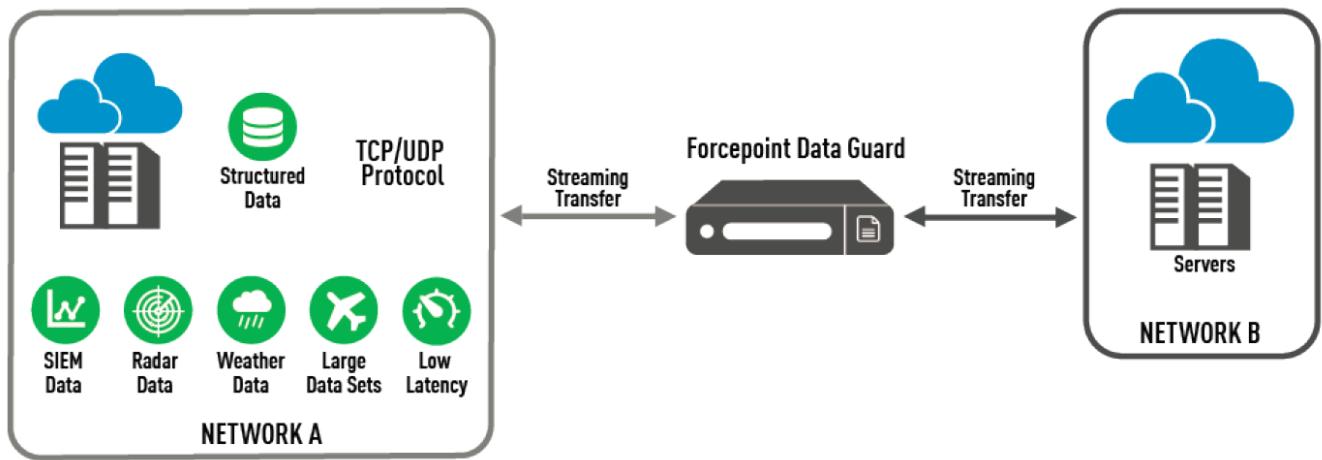 Structured
Data
TCP/UDP
Protocol
SIEM
Data
Radar
Data
Weather
Data
Large
Data Sets
Low
Latency
NETWORK A
Streaming
Transfer
Forcepoint Data Guard
Streaming
Transfer
Servers
NETWORK B